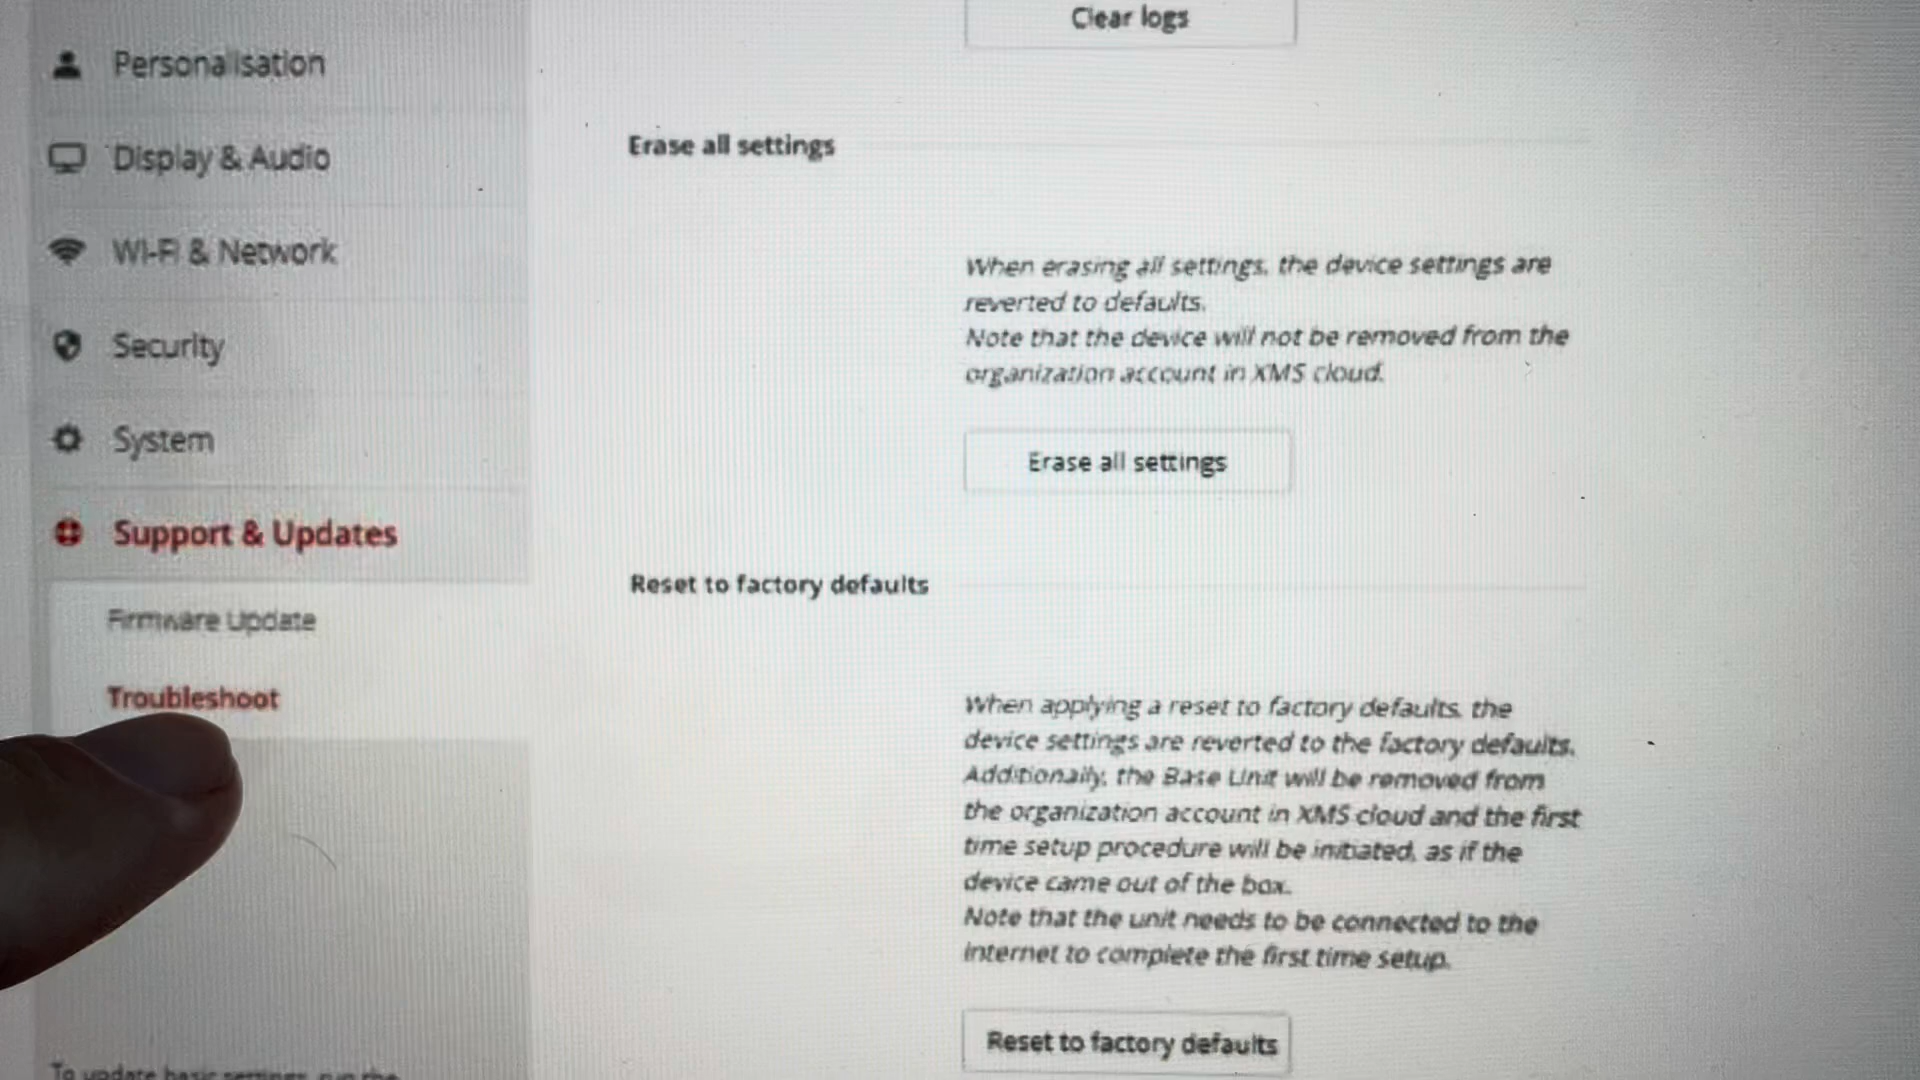 Personalisation
Display & Audio
Wi-Fi & Network
Security
System
Support & Updates
Firmware Update
Troubleshoot
To update basic settings, run the
Clear logs
Erase all settings
When erasing all settings, the device settings are
reverted to defaults.
Note that the device will not be removed from the
organization account in XMS cloud.
Erase all settings
Reset to factory defaults
When applying a reset to factory defaults, the
device settings are reverted to the factory defaults.
Additionally, the Base Unit will be removed from
the organization account in XMS cloud and the first
time setup procedure will be initiated, as if the
device came out of the box.
Note that the unit needs to be connected to the
internet to complete the first time setup.
Reset to factory defaults